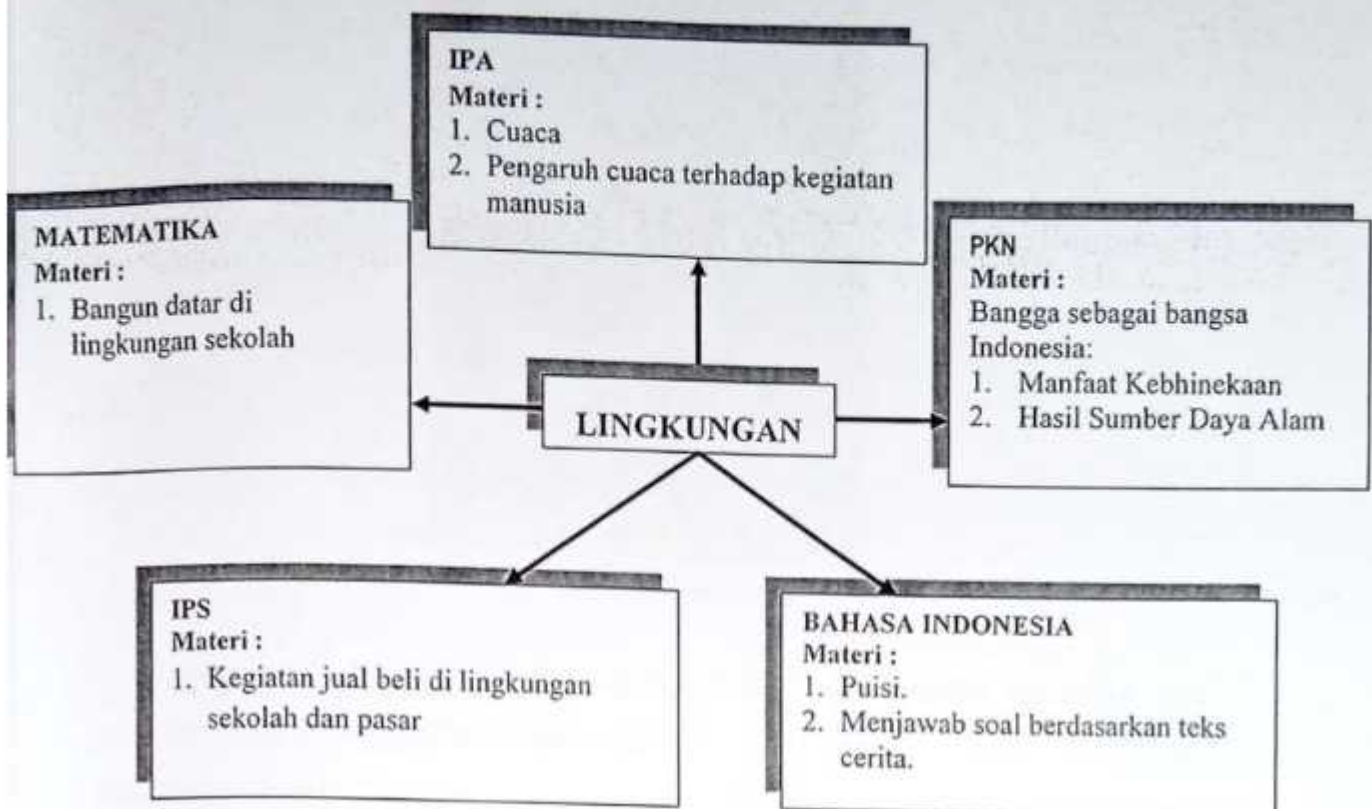 IPA
Materi :
1. Cuaca
2. Pengaruh cuaca terhadap kegiatan
manusia
MATEMATIKA
Materi :
1. Bangun datar di
lingkungan sekolah
PKN
Materi :
Bangga sebagai bangsa
Indonesia:
1. Manfaat Kebhinekaan
2. Hasil Sumber Daya Alam
LINGKUNGAN
IPS
Materi :
1. Kegiatan jual beli di lingkungan
sekolah dan pasar
BAHASA INDONESIA
Materi :
1. Puisi.
2. Menjawab soal berdasarkan teks
cerita.